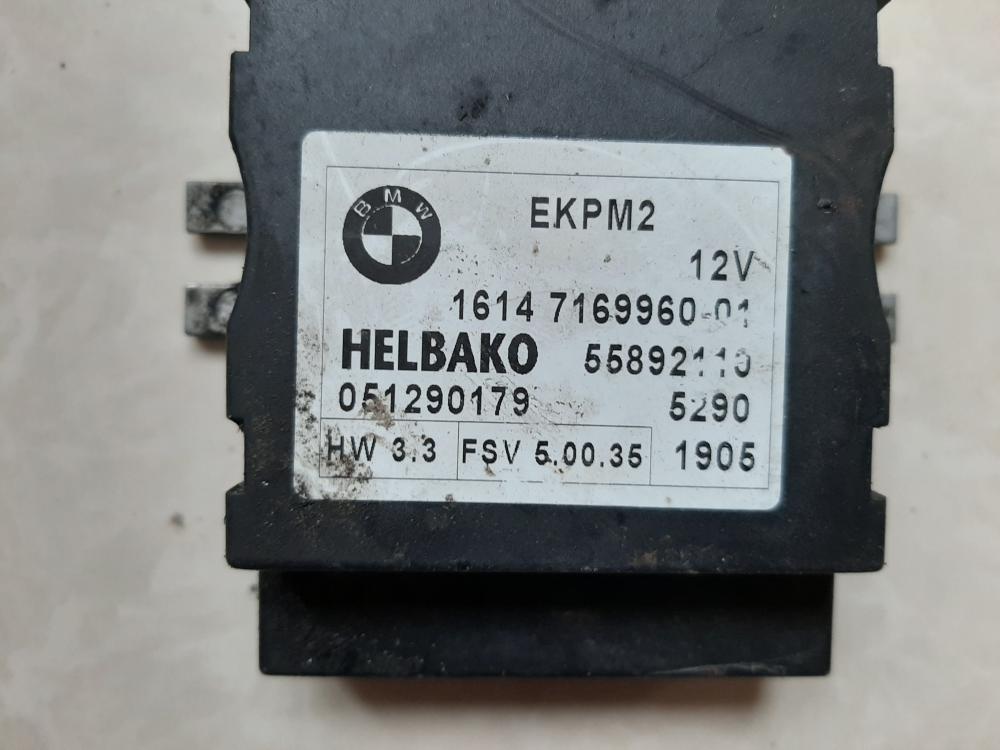 BMW
EKPM2
12V
1614 7169960-01
HELBAKO 55892110
051290179 5290
HW 3.3 FSV 5.00.35 1905